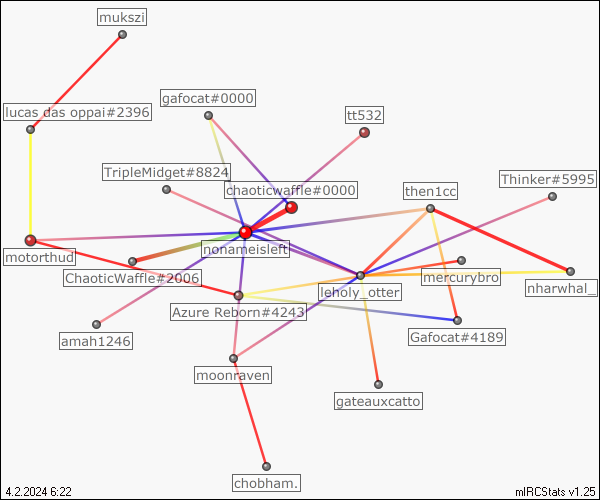 mukszi
gafocat#0000
lucas das oppai#2396
tt532
TripleMidget#8824
Thinker#5995
chaoticwaffle#0000
then1cc
nonameisleft
motorthud
ChaoticWaffle#2006
mercurybro
leholy_otter
nharwhal_
Azure Reborn#4243
amah1246
Gafocat#4189
moonraven
gateauxcatto
chobham.
4.2.2024 6:22
mIRCStats v1.25